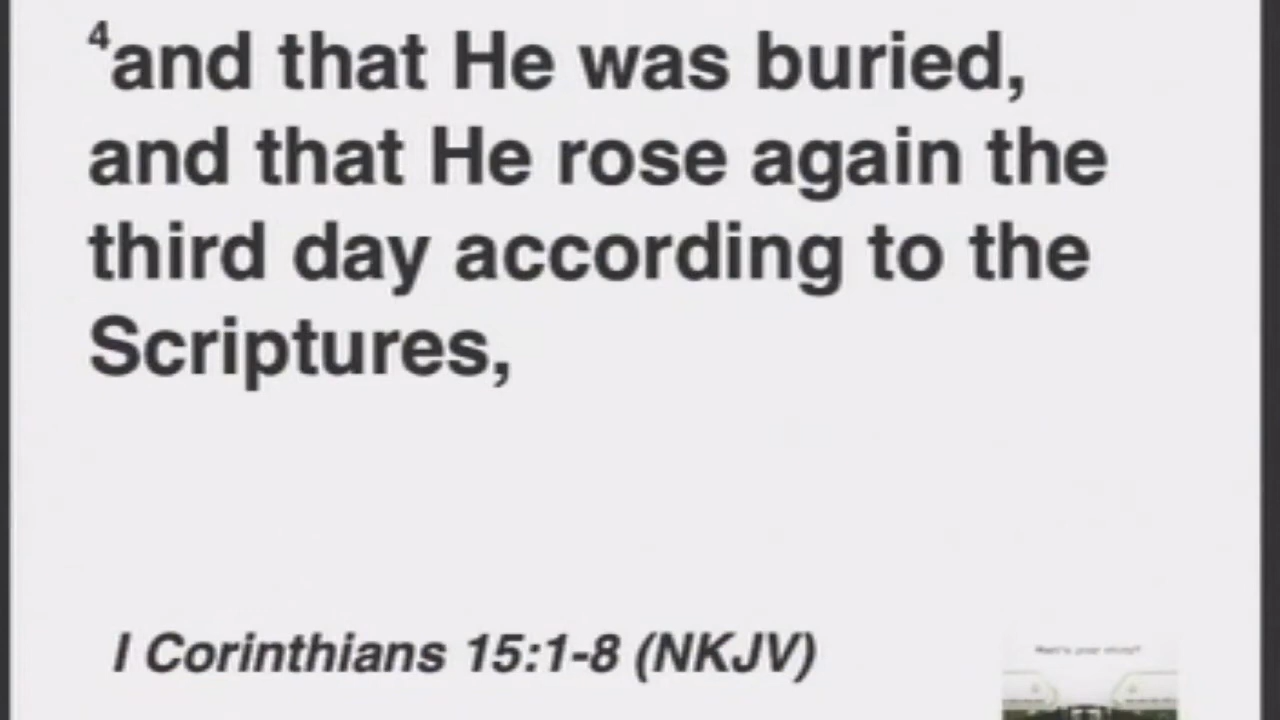 4and that He was buried,
and that He rose again the
third day according to the
Scriptures,
I Corinthians 15:1-8 (NKJV)